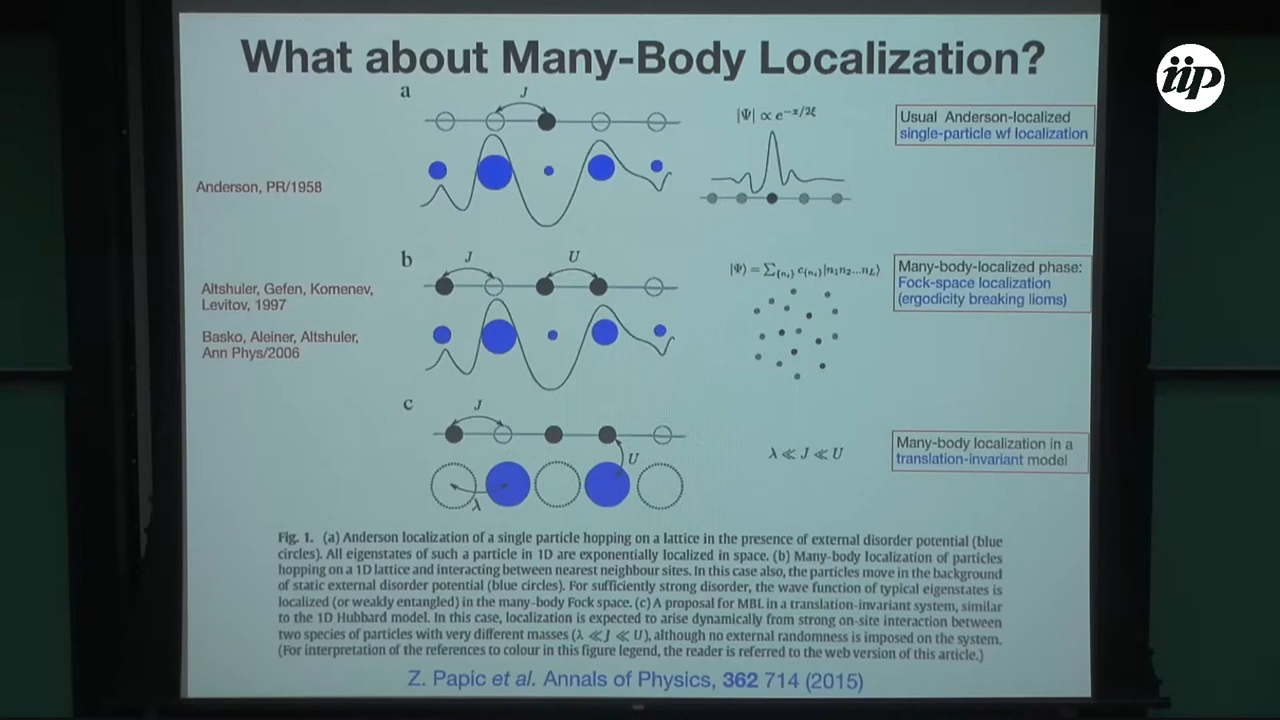 What about Many-Body Localization?
iip
a
J
|Ψ| ∝ e^{-x/2ξ}
Usual Anderson-localized
single-particle wf localization
Anderson, PR/1958
b
J
U
|Ψ⟩ = ∑_{{n_i}} c_{{n_i}}|n_1n_2...n_L⟩
Many-body-localized phase:
Fock-space localization
(ergodicity breaking lioms)
Altshuler, Gefen, Komenev,
Levitov, 1997
Basko, Aleiner, Altshuler,
Ann Phys/2006
c
J
U
λ
λ ≪ J ≪ U
Many-body localization in a
translation-invariant model
Fig. 1. (a) Anderson localization of a single particle hopping on a lattice in the presence of external disorder potential (blue
circles). All eigenstates of such a particle in 1D are exponentially localized in space. (b) Many-body localization of particles
hopping on a 1D lattice and interacting between nearest neighbour sites. In this case also, the particles move in the background
of static external disorder potential (blue circles). For sufficiently strong disorder, the wave function of typical eigenstates is
localized (or weakly entangled) in the many-body Fock space. (c) A proposal for MBL in a translation-invariant system, similar
to the 1D Hubbard model. In this case, localization is expected to arise dynamically from strong on-site interaction between
two species of particles with very different masses (λ ≪ J ≪ U), although no external randomness is imposed on the system.
(For interpretation of the references to colour in this figure legend, the reader is referred to the web version of this article.)
Z. Papic et al. Annals of Physics, 362 714 (2015)